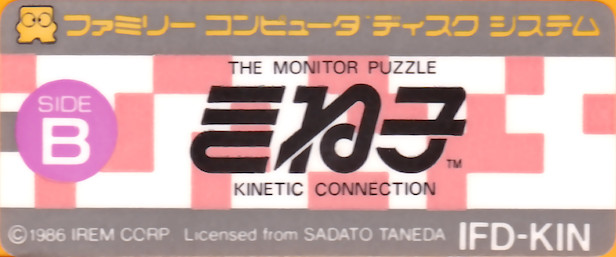 ファミリー コンピュータ ディスク システム
THE MONITOR PUZZLE
SIDE
B
きね子 TM
KINETIC CONNECTION
©1986 IREM CORP Licensed from SADATO TANEDA IFD-KIN